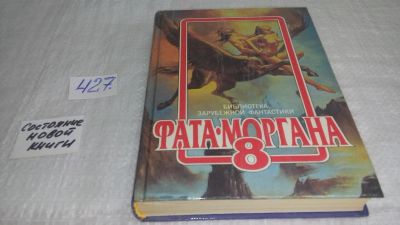 427.
СОСТОЯНИЕ
НОВОЙ
КНИГИ
БИБЛИОТЕКА
ЗАРУБЕЖНОЙ ФАНТАСТИКИ
ФАТА·МОРГАНА
8